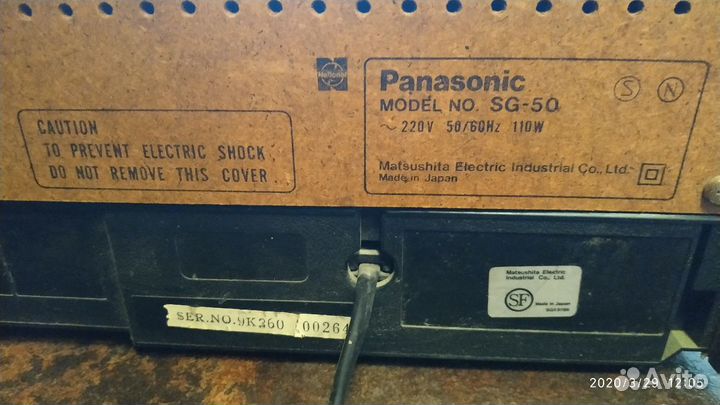 National
Panasonic
MODEL NO. SG-50
~ 220V 50/60Hz 110W
S N
Matsushita Electric Industrial Co., Ltd.
Made in Japan
CAUTION
TO PREVENT ELECTRIC SHOCK,
DO NOT REMOVE THIS COVER.
SER.NO.9K260 00264
Matsushita Electric
Industrial Co., Ltd.
SF
Made in Japan
2020/3/29 12:05
Avito